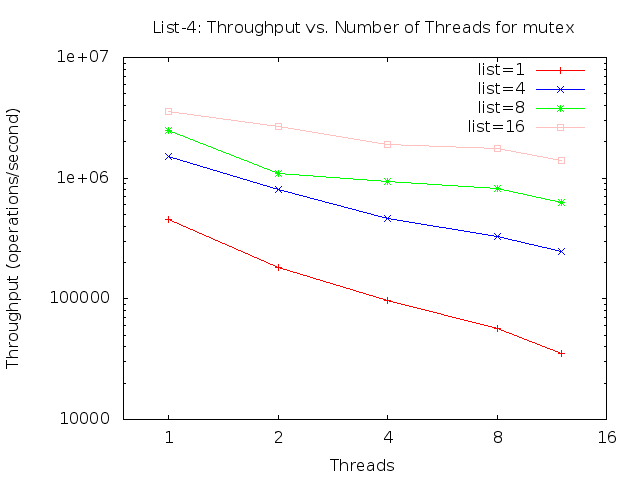 List-4: Throughput vs. Number of Threads for mutex
1e+07
1e+06
100000
10000
Throughput (operations/second)
list=1
list=4
list=8
list=16
1 2 4 8 16
Threads